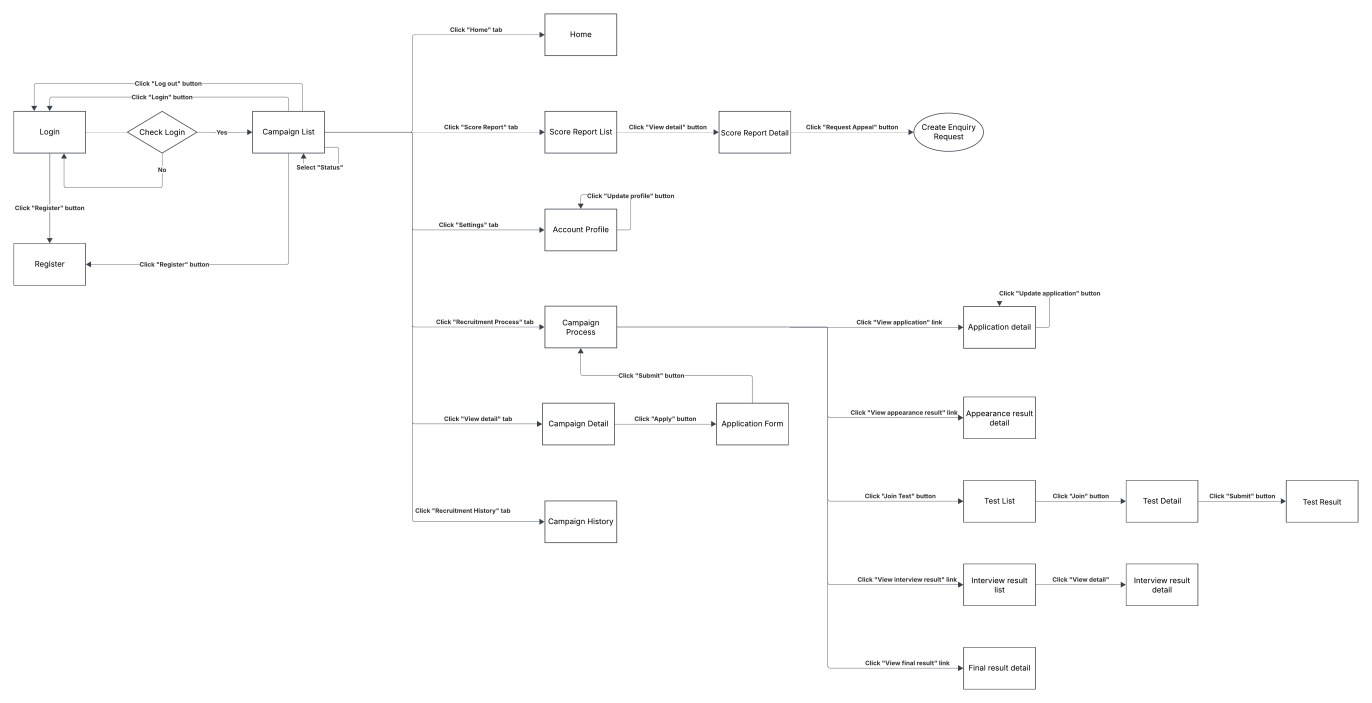 Click "Home" tab
Home
Click "Log out" button
Click "Login" button
Login
Check Login
Yes
Campaign List
Click "Score Report" tab
Score Report List
Click "View detail" button
Score Report Detail
Click "Request Appeal" button
Create Enquiry
Request
No
Select "Status"
Click "Register" button
Click "Update profile" button
Click "Settings" tab
Account Profile
Register
Click "Register" button
Click "Recruitment Process" tab
Campaign
Process
Click "Update application" button
Click "View application" link
Application detail
Click "Submit" button
Click "View detail" tab
Campaign Detail
Click "Apply" button
Application Form
Click "View appearance result" link
Appearance result
detail
Click "Recruitment History" tab
Campaign History
Click "Join Test" button
Test List
Click "Join" button
Test Detail
Click "Submit" button
Test Result
Click "View interview result" link
Interview result
list
Click "View detail"
Interview result
detail
Click "View final result" link
Final result detail